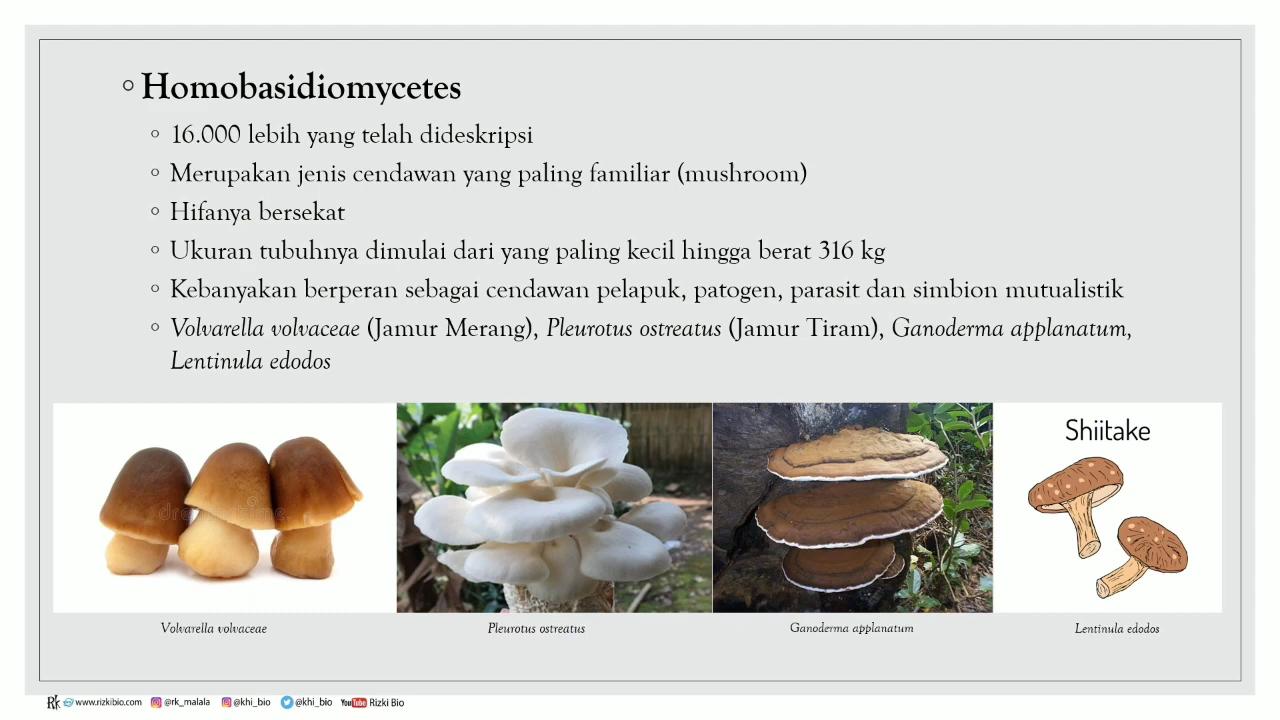 Homobasidiomycetes
16.000 lebih yang telah dideskripsi
Merupakan jenis cendawan yang paling familiar (mushroom)
Hifanya bersekat
Ukuran tubuhnya dimulai dari yang paling kecil hingga berat 316 kg
Kebanyakan berperan sebagai cendawan pelapuk, patogen, parasit dan simbion mutualistik
Volvarella volvaceae (Jamur Merang), Pleurotus ostreatus (Jamur Tiram), Ganoderma applanatum,
Lentinula edodos
dreamstime
Shiitake
Volvarella volvaceae
Pleurotus ostreatus
Ganoderma applanatum
Lentinula edodos
Rk www.rizkibio.com @rk_malala @khi_bio @khi_bio YouTube Rizki Bio